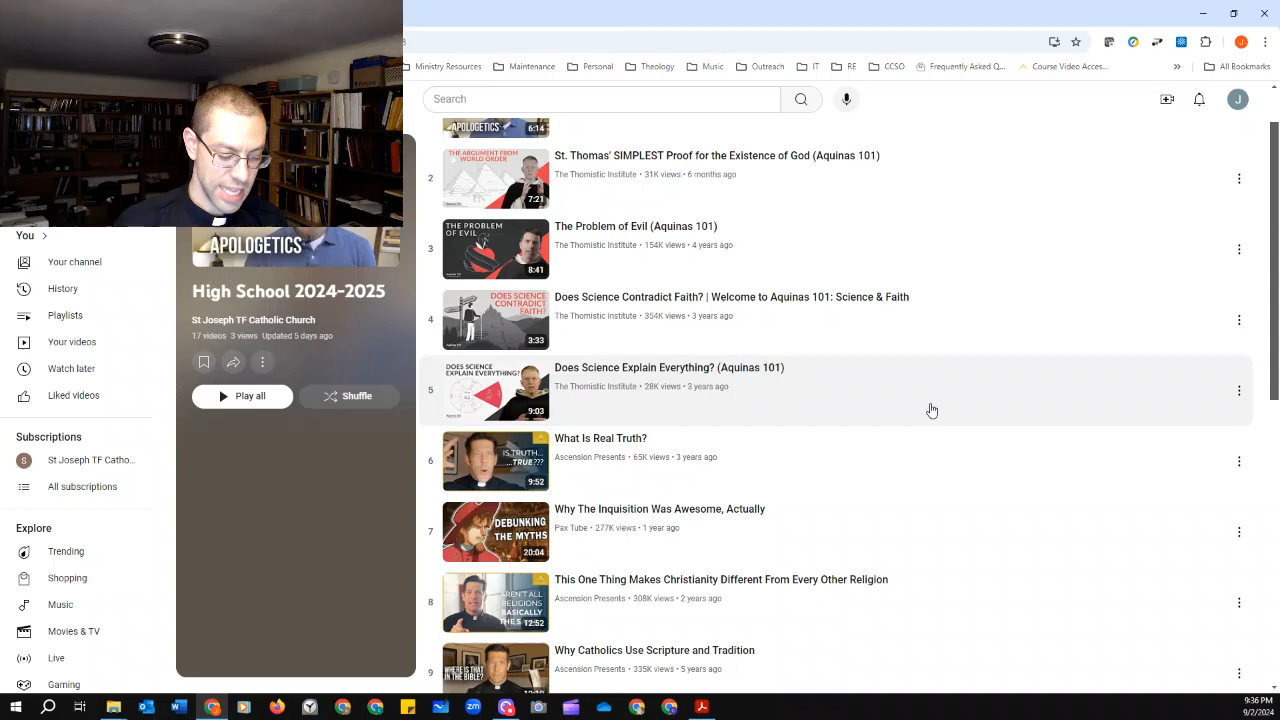 Ministry Resources
Maintenance
Personal
Theology
Music
Outreach
IT
RE
CCSO
Frequently Asked Q...
Course Video Acces...
»
All Bookmarks
Search
J
APOLOGETICS
6:14
2
THE ARGUMENT FROM
WORLD ORDER
7:21
St. Thomas' SIMPLEST Proof for the Existence of God (Aquinas 101)
The Thomistic Institute • 31K views • 6 months ago
3
THE PROBLEM
OF EVIL
8:41
The Problem of Evil (Aquinas 101)
The Thomistic Institute • 154K views • 4 years ago
4
DOES SCIENCE
CONTRADICT
FAITH?
3:33
Does Science Contradict Faith? | Welcome to Aquinas 101: Science & Faith
The Thomistic Institute • 354K views • 3 years ago
5
DOES SCIENCE
EXPLAIN EVERYTHING?
9:03
Does Science Explain Everything? (Aquinas 101)
The Thomistic Institute • 28K views • 3 years ago
6
IS TRUTH...
...TRUE???
9:52
What Is Real Truth?
Ascension Presents • 65K views • 3 years ago
7
DEBUNKING
THE MYTHS
20:04
Why The Inquisition Was Awesome, Actually
Pax Tube • 277K views • 1 year ago
8
AREN'T ALL
RELIGIONS
BASICALLY
12:52
This One Thing Makes Christianity Different From Every Other Religion
Ascension Presents • 308K views • 2 years ago
9
WHERE IS THAT
IN THE BIBLE?
Why Catholics Use Scripture and Tradition
Ascension Presents • 335K views • 5 years ago
You
Your channel
History
Playlists
Your videos
Watch later
Liked videos
Subscriptions
S
St Joseph TF Catho...
All subscriptions
Explore
Trending
Shopping
Music
Movies & TV
Live
Gaming
APOLOGETICS
High School 2024-2025
St Joseph TF Catholic Church
17 videos 3 views Updated 5 days ago
Play all
Shuffle
9:36 PM
9/2/2024